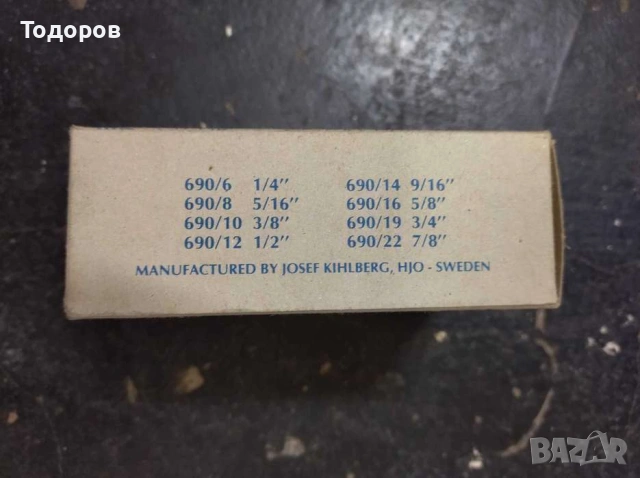 Тодоров
690/6 1/4" 690/14 9/16"
690/8 5/16" 690/16 5/8"
690/10 3/8" 690/19 3/4"
690/12 1/2" 690/22 7/8"
MANUFACTURED BY JOSEF KIHLBERG, HJO - SWEDEN
BAZAR